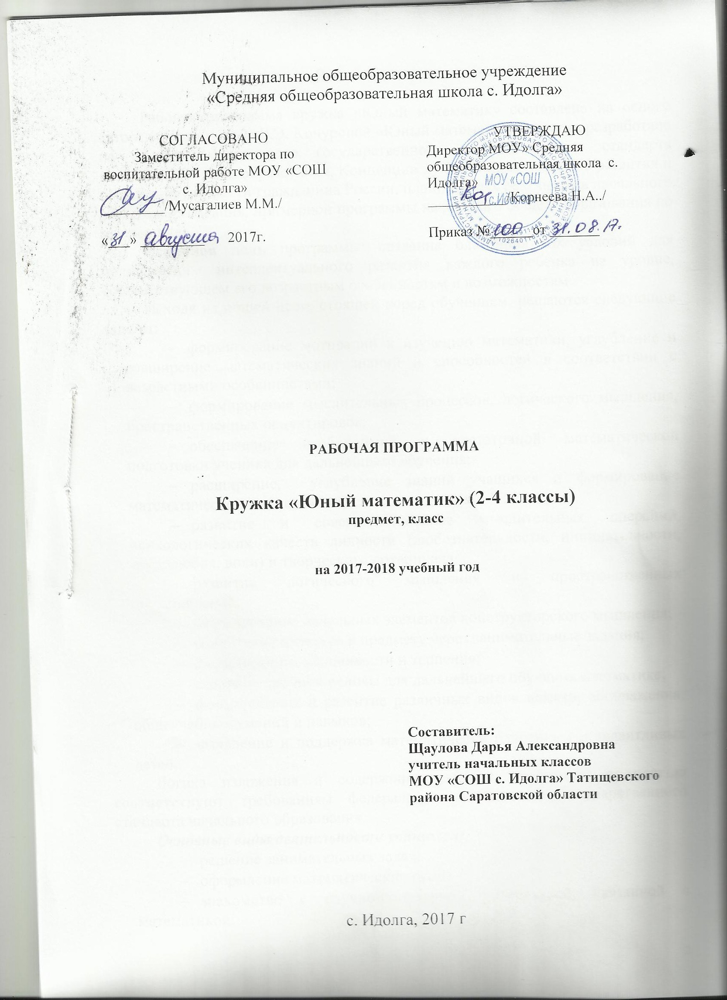 Муниципальное общеобразовательное учреждение
«Средняя общеобразовательная школа с. Идолга»
СОГЛАСОВАНО
Заместитель директора по
воспитательной работе МОУ «СОШ
с. Идолга»
/Мусагалиев М.М./
«31» августа 2017г.
УТВЕРЖДАЮ
Директор МОУ» Средняя
общеобразовательная школа с.
Идолга»
/Корнеева Н.А../
Приказ № 100 от 31.08.17.
МОУ «СОШ
с.Идолга»
РАБОЧАЯ ПРОГРАММА
Кружка «Юный математик» (2-4 классы)
предмет, класс
на 2017-2018 учебный год
Составитель:
Щаулова Дарья Александровна
учитель начальных классов
МОУ «СОШ с. Идолга» Татищевского
района Саратовской области
с. Идолга, 2017 г